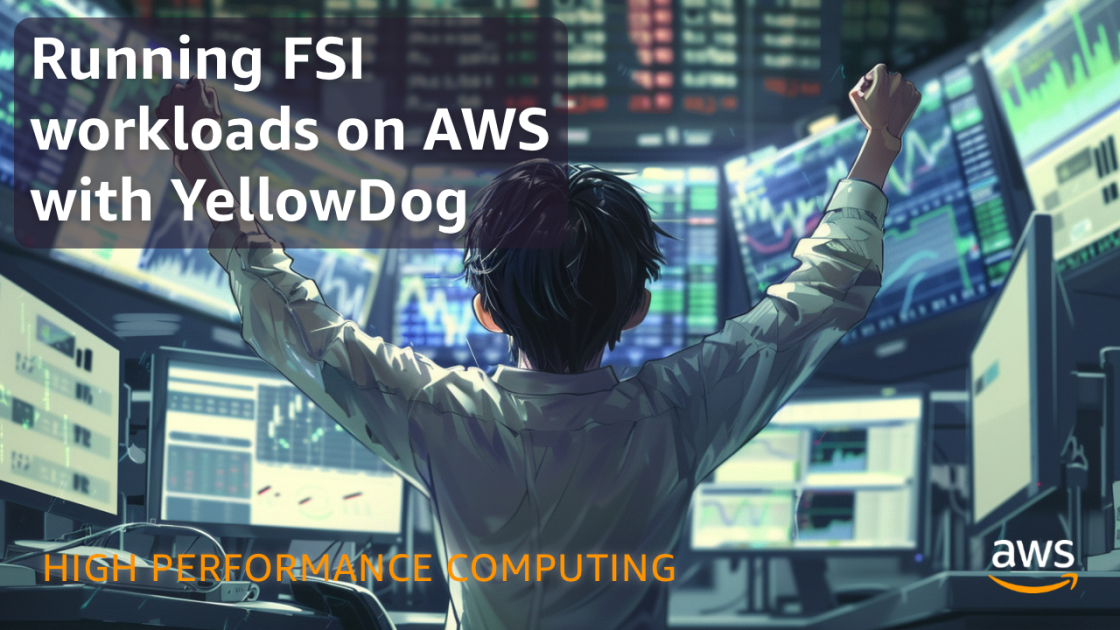 Running FSI
workloads on AWS
with YellowDog
HIGH PERFORMANCE COMPUTING
aws